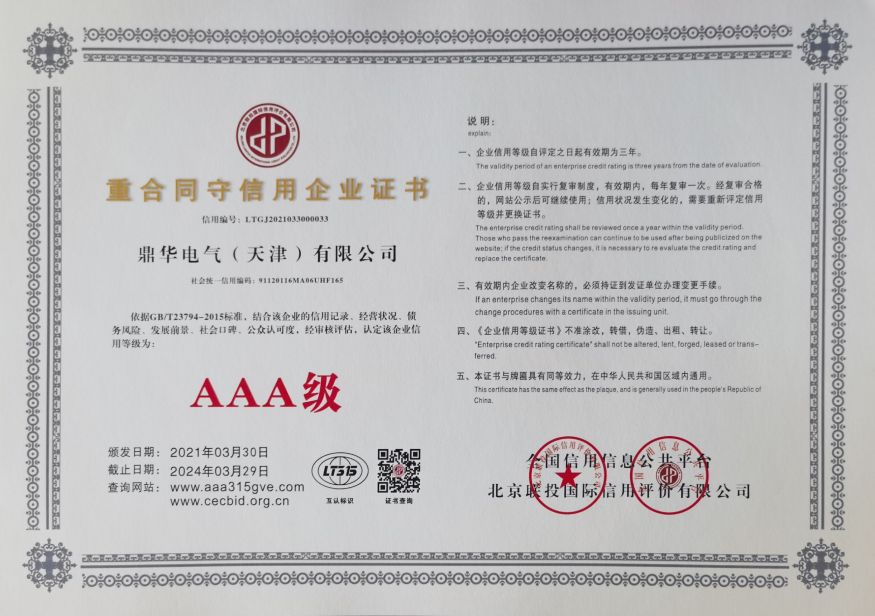 重合同守信用企业证书
信用编号：LTGJ2021033000033
鼎华电气（天津）有限公司
社会统一信用编码：91120116MA06UHF165
依据GB/T23794-2015标准，结合该企业的信用记录、经营状况、债
务风险、发展前景、社会口碑、公众认可度，经审核评估，认定该企业信
用等级为：
AAA级
颁发日期：2021年03月30日
截止日期：2024年03月29日
查询网站：www.aaa315gve.com
www.cecbid.org.cn
LT315
互认标识
证书查询
说明：
explain:
一、企业信用等级自评定之日起有效期为三年。
The validity period of an enterprise credit rating is three years from the date of evaluation.
二、企业信用等级自实行复审制度，有效期内，每年复审一次。经复审合格
的，网站公示后可继续使用；信用状况发生变化的，需要重新评定信用
等级并更换证书。
The enterprise credit rating shall be reviewed once a year within the validity period.
Those who pass the reexamination can continue to be used after being publicized on the
website; if the credit status changes, it is necessary to re evaluate the credit rating and
replace the certificate.
三、有效期内企业改变名称的，必须持证到发证单位办理变更手续。
If an enterprise changes its name within the validity period, it must go through the
change procedures with a certificate in the issuing unit.
四、《企业信用等级证书》不准涂改，转借，伪造、出租、转让。
"Enterprise credit rating certificate" shall not be altered, lent, forged, leased or trans-
ferred.
五、本证书与牌匾具有同等效力，在中华人民共和国区域内通用。
This certificate has the same effect as the plaque, and is generally used in the people's Republic of
China.
全国信用信息公共平台
北京联投国际信用评价有限公司